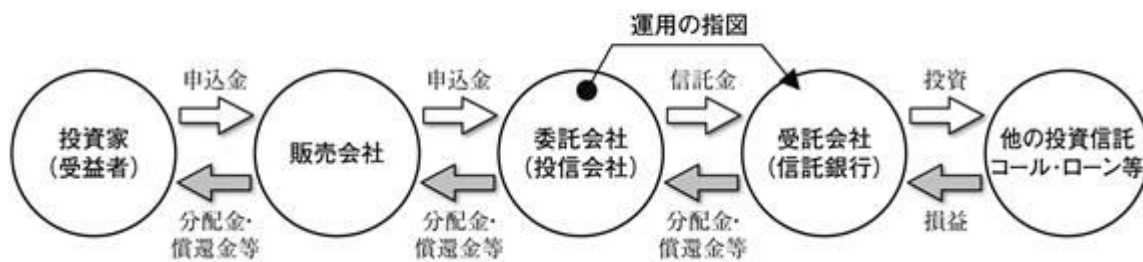 運用の指図
申込金
申込金
信託金
投資
投資家
(受益者)
販売会社
委託会社
(投信会社)
受託会社
(信託銀行)
他の投資信託
コール・ローン等
分配金・
償還金等
分配金・
償還金等
分配金・
償還金等
損益